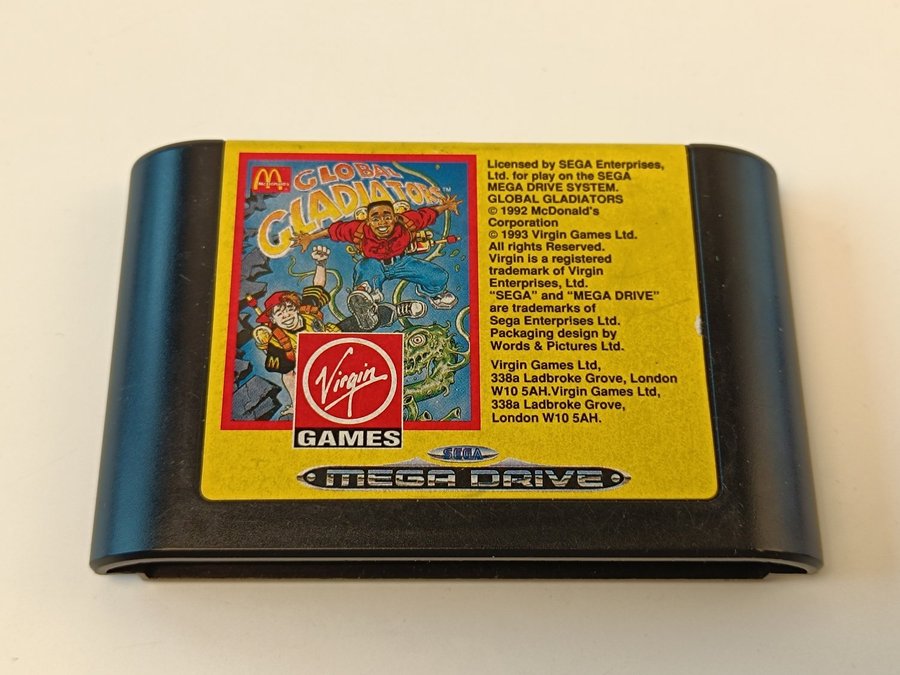 McDonald's
GLOBAL
GLADIATORS™
Virgin
GAMES
Licensed by SEGA Enterprises,
Ltd. for play on the SEGA
MEGA DRIVE SYSTEM.
GLOBAL GLADIATORS
© 1992 McDonald's
Corporation
© 1993 Virgin Games Ltd.
All rights Reserved.
Virgin is a registered
trademark of Virgin
Enterprises, Ltd.
“SEGA” and “MEGA DRIVE”
are trademarks of
Sega Enterprises Ltd.
Packaging design by
Words & Pictures Ltd.
Virgin Games Ltd,
338a Ladbroke Grove, London
W10 5AH.Virgin Games Ltd,
338a Ladbroke Grove,
London W10 5AH.
SEGA
MEGA DRIVE